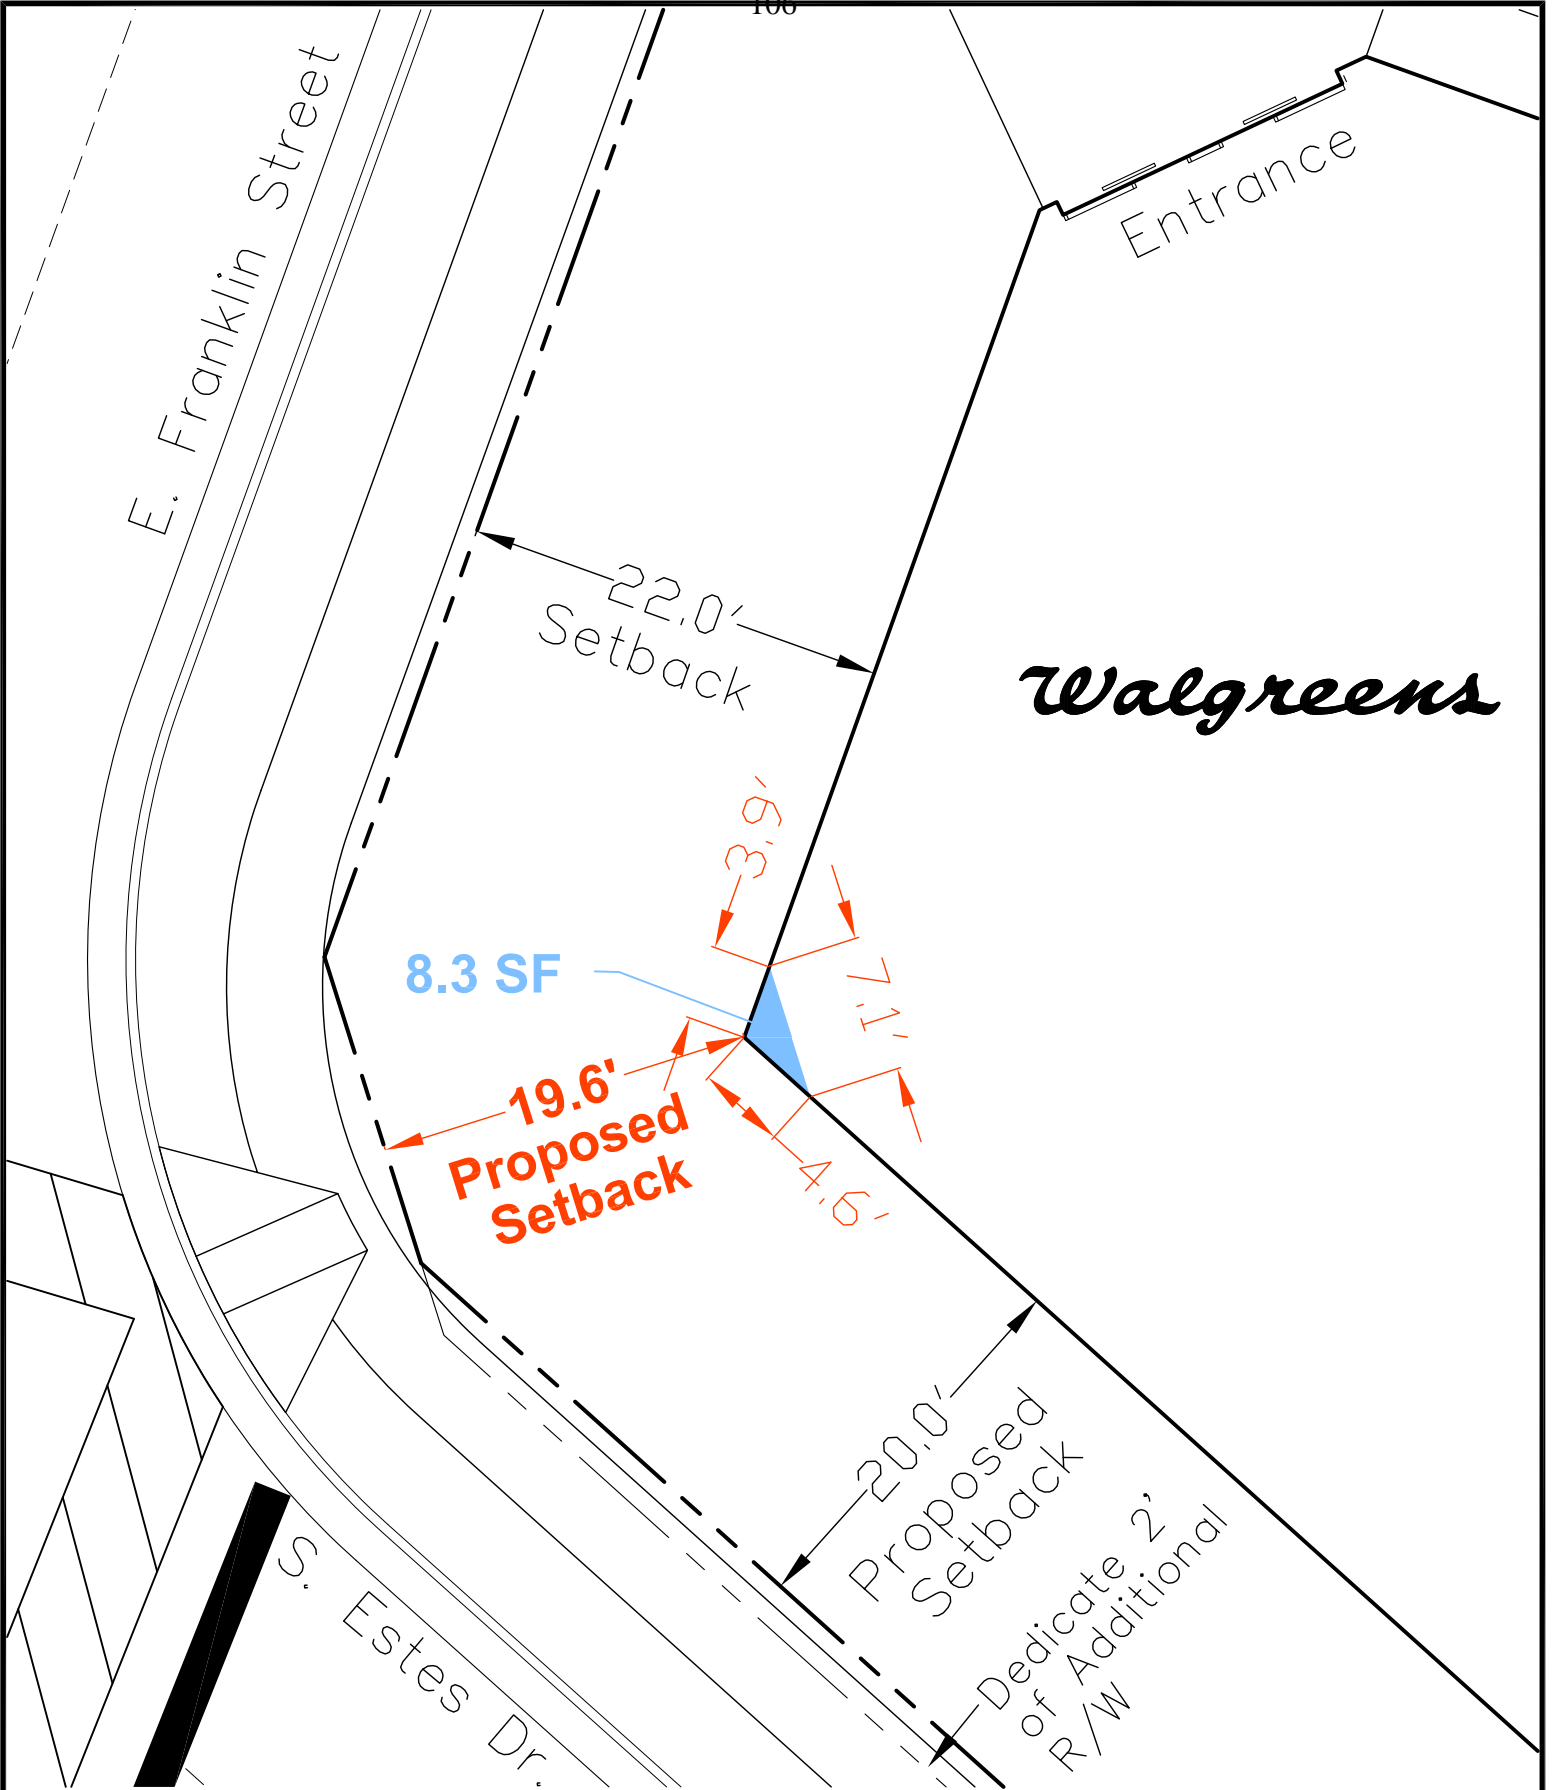 106
E. Franklin Street
Entrance
22.0'
Setback
Walgreens
3.9'
8.3 SF
7.1'
19.6'
Proposed
Setback
4.6'
20.0'
Proposed
Setback
Dedicate 2'
of Additional
R/W
S. Estes Dr.